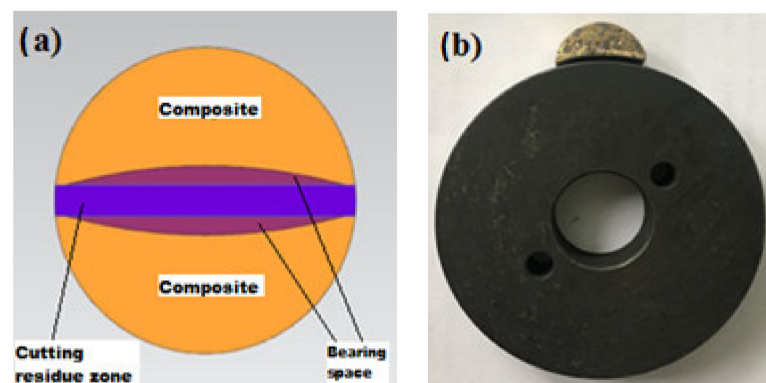 (a)
Composite
Composite
Cutting
residue zone
Bearing
space
(b)